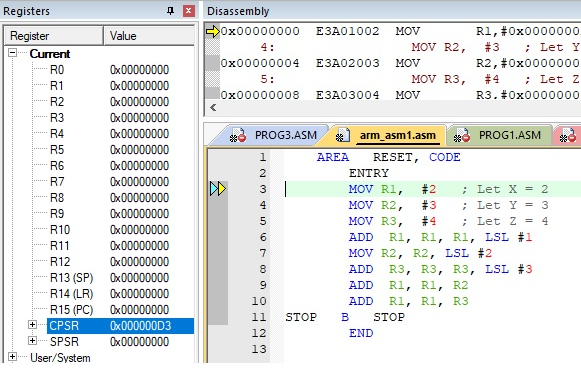 Registers
Register Value
Current
R0 0x00000000
R1 0x00000000
R2 0x00000000
R3 0x00000000
R4 0x00000000
R5 0x00000000
R6 0x00000000
R7 0x00000000
R8 0x00000000
R9 0x00000000
R10 0x00000000
R11 0x00000000
R12 0x00000000
R13 (SP) 0x00000000
R14 (LR) 0x00000000
R15 (PC) 0x00000000
CPSR 0x000000D3
SPSR 0x00000000
User/System
Disassembly
0x00000000 E3A01002 MOV R1,#0x0000000
4: MOV R2, #3 ; Let Y
0x00000004 E3A02003 MOV R2,#0x0000000
5: MOV R3, #4 ; Let Z
0x00000008 E3A03004 MOV R3,#0x0000000
PROG3.ASM arm_asm1.asm PROG1.ASM
1 AREA RESET, CODE
2 ENTRY
3 MOV R1, #2 ; Let X = 2
4 MOV R2, #3 ; Let Y = 3
5 MOV R3, #4 ; Let Z = 4
6 ADD R1, R1, R1, LSL #1
7 MOV R2, R2, LSL #2
8 ADD R3, R3, R3, LSL #3
9 ADD R1, R1, R2
10 ADD R1, R1, R3
11 STOP B STOP
12 END
13